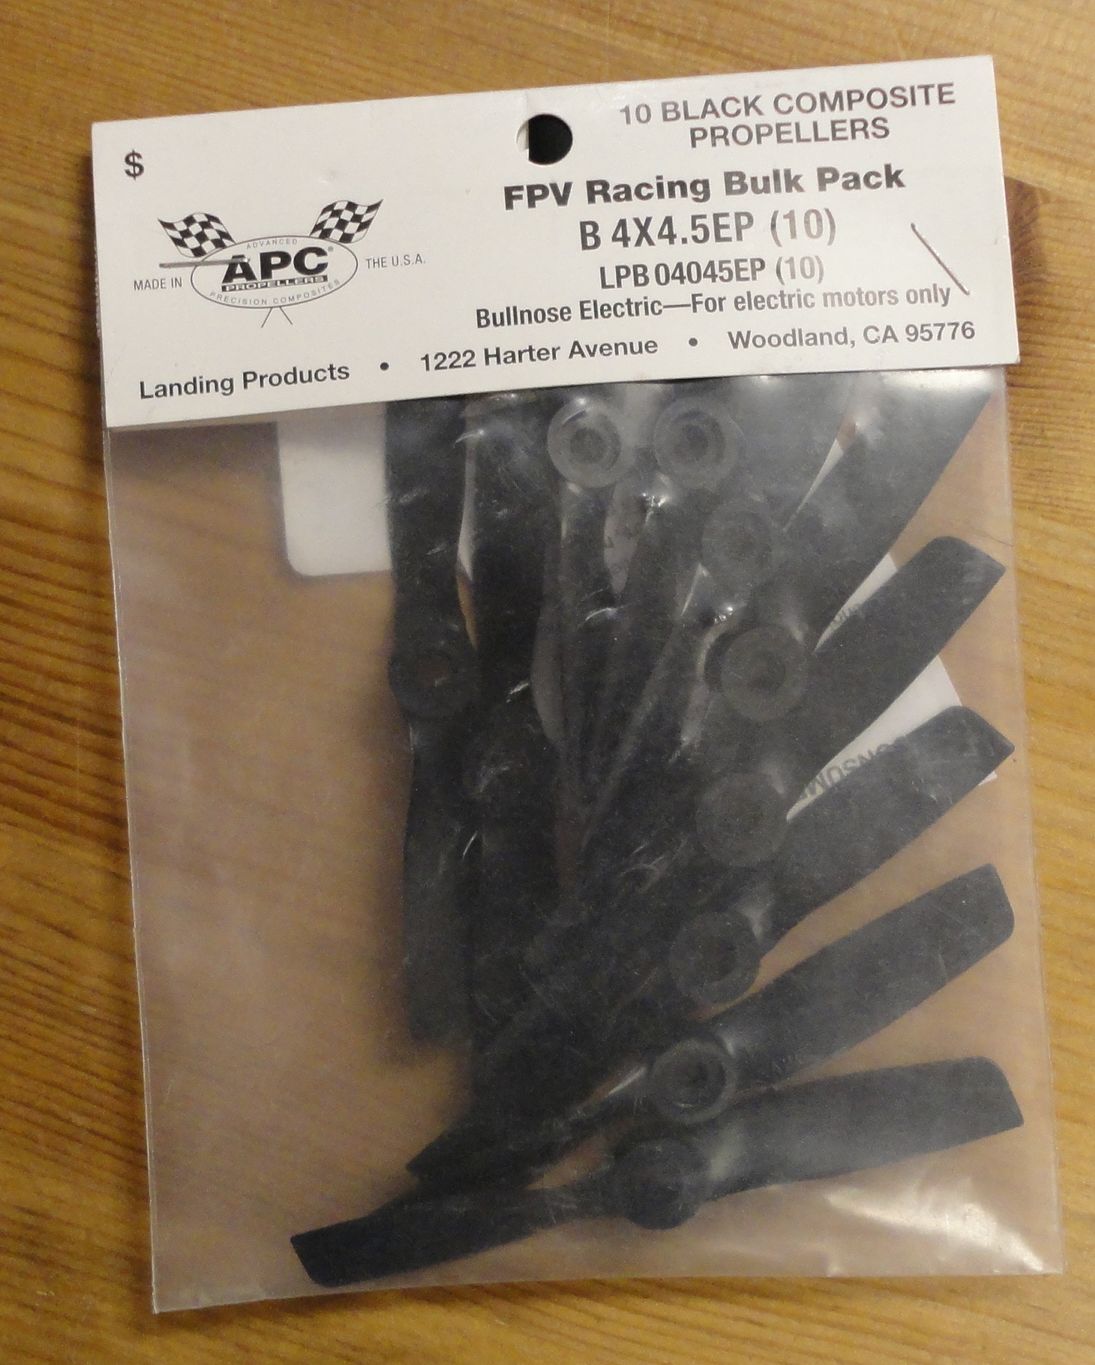 $
10 BLACK COMPOSITE
PROPELLERS
FPV Racing Bulk Pack
B 4X4.5EP (10)
LPB 04045EP (10)
Bullnose Electric—For electric motors only
ADVANCED
APC®
PROPELLERS
PRECISION COMPOSITES
MADE IN THE U.S.A.
Landing Products • 1222 Harter Avenue • Woodland, CA 95776